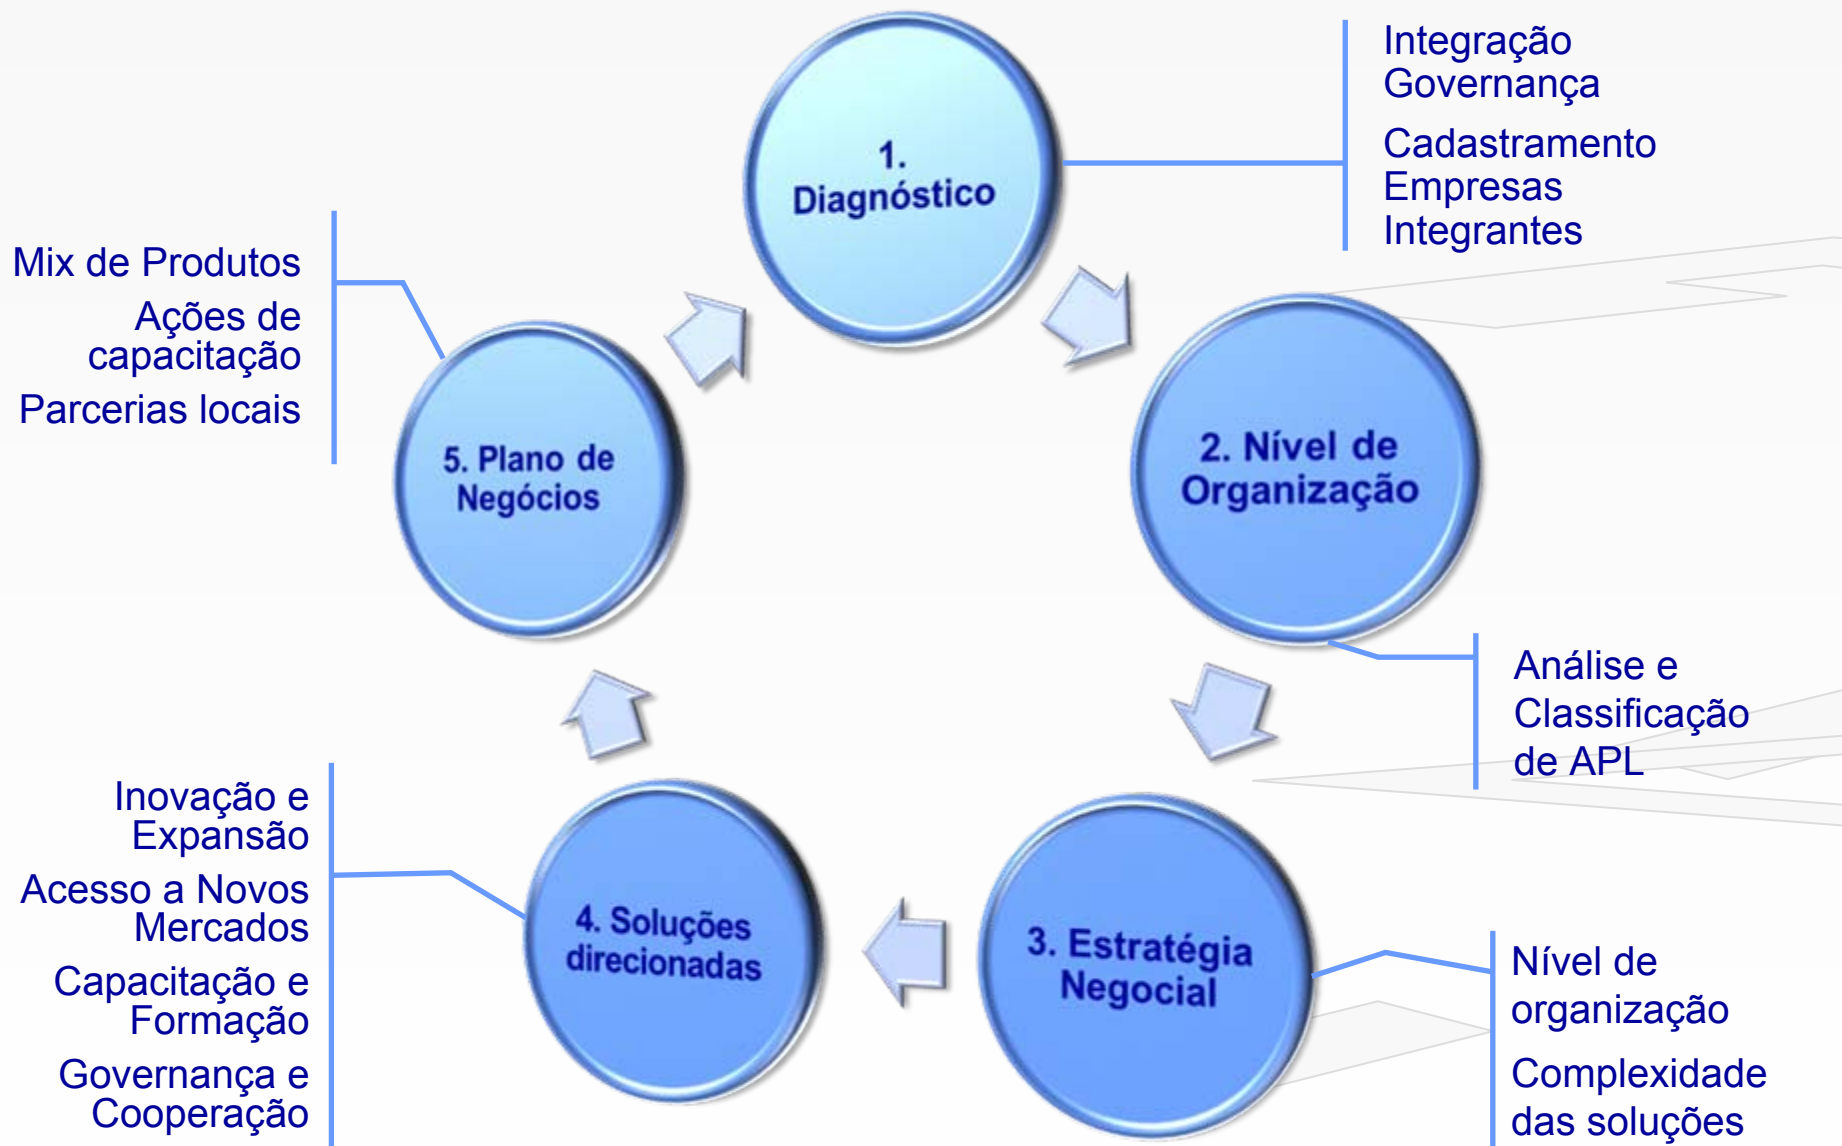 1.
Diagnóstico
Integração
Governança
Cadastramento
Empresas
Integrantes
2. Nível de
Organização
Análise e
Classificação
de APL
3. Estratégia
Negocial
Nível de
organização
Complexidade
das soluções
4. Soluções
direcionadas
Inovação e
Expansão
Acesso a Novos
Mercados
Capacitação e
Formação
Governança e
Cooperação
5. Plano de
Negócios
Mix de Produtos
Ações de
capacitação
Parcerias locais